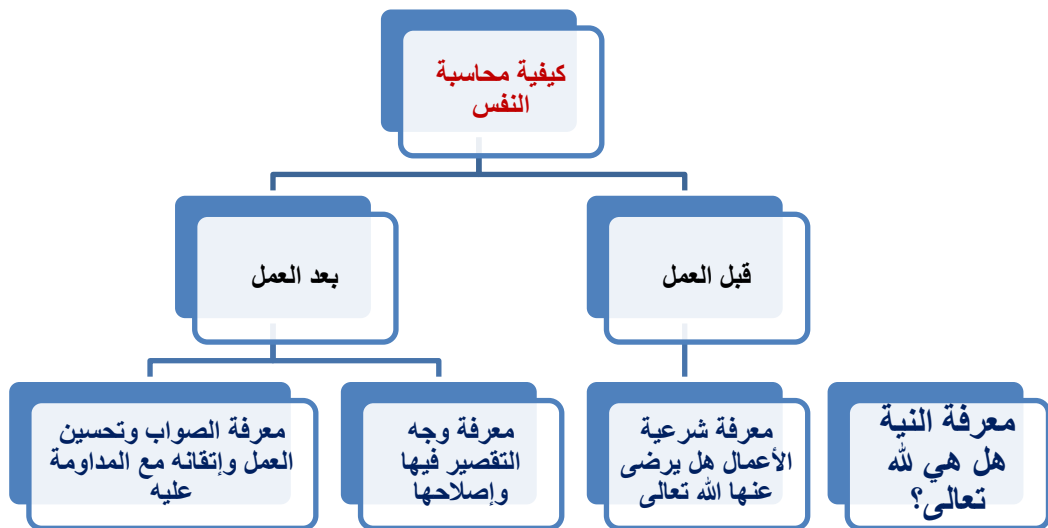 كيفية محاسبة
النفس
قبل العمل
بعد العمل
معرفة النية
هل هي لله
تعالى؟
معرفة شرعية
الأعمال هل يرضى
عنها الله تعالى
معرفة وجه
التقصير فيها
وإصلاحها
معرفة الصواب وتحسين
العمل وإتقانه مع المداومة
عليه